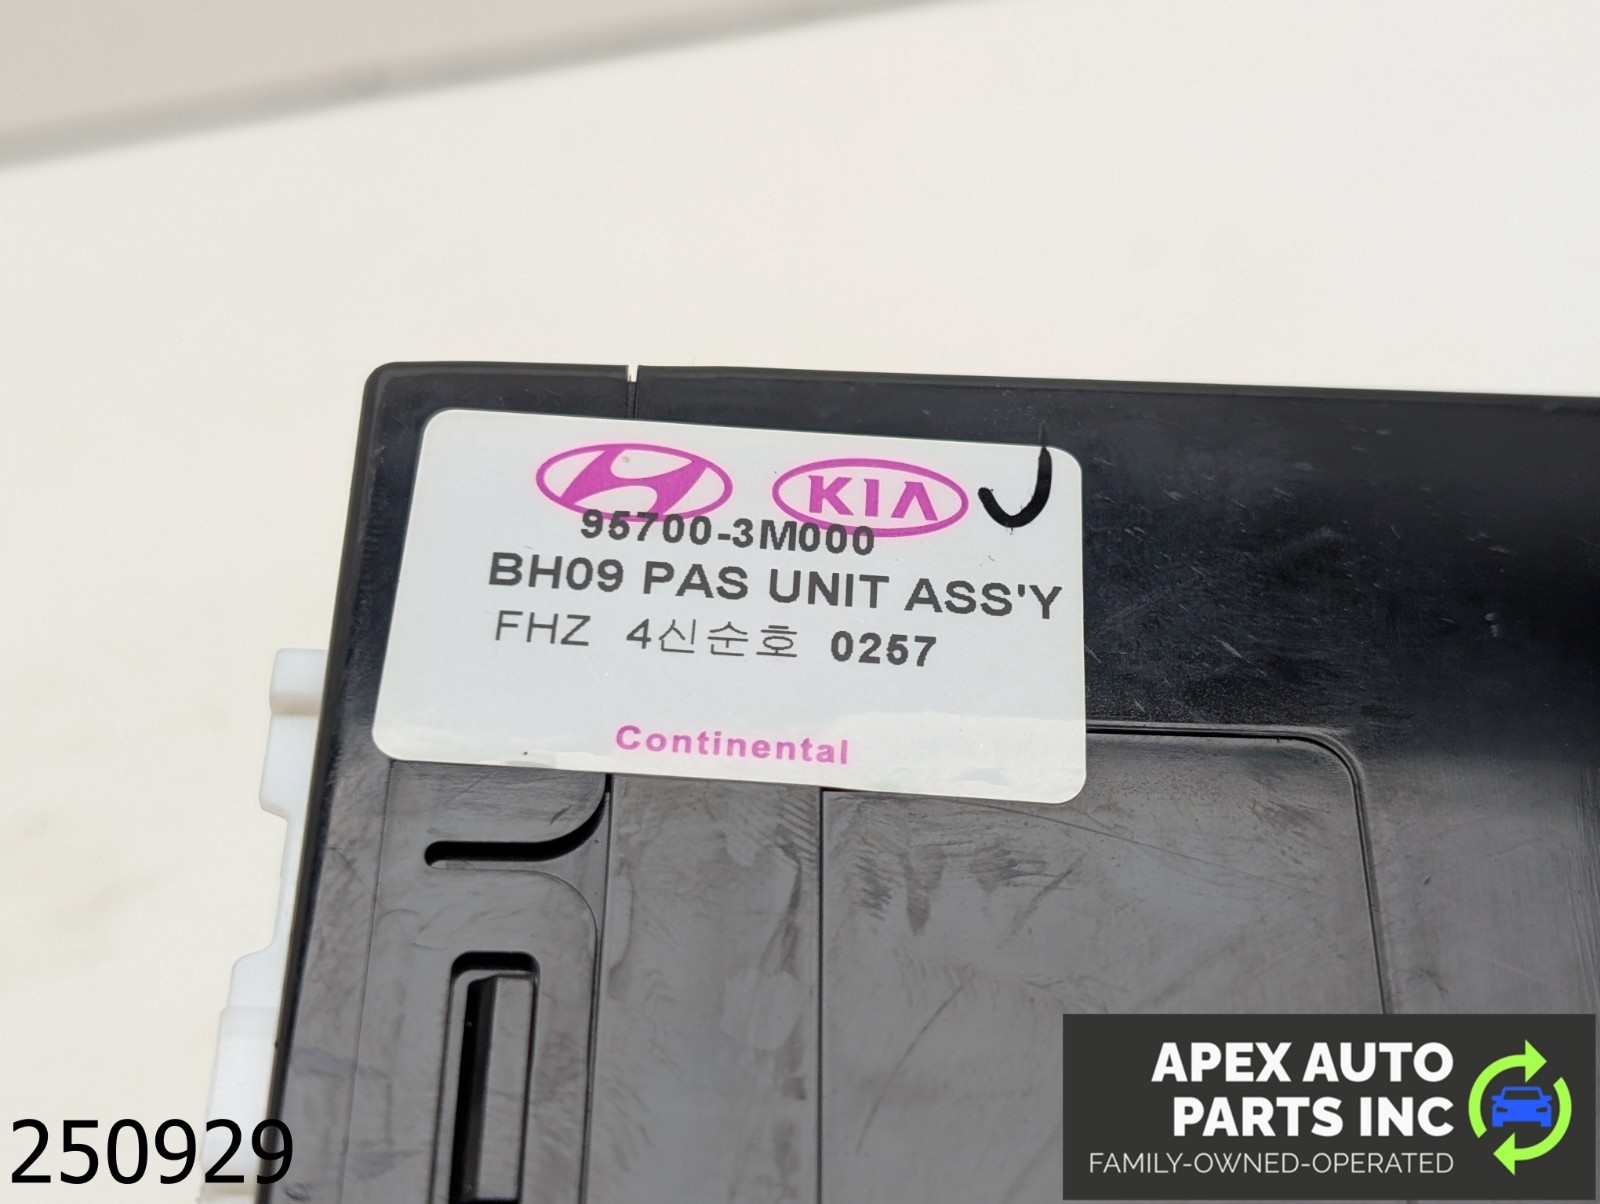 KIA
95700-3M000
BH09 PAS UNIT ASS'Y
FHZ 4신순호 0257
Continental
250929
APEX AUTO
PARTS INC
FAMILY-OWNED-OPERATED